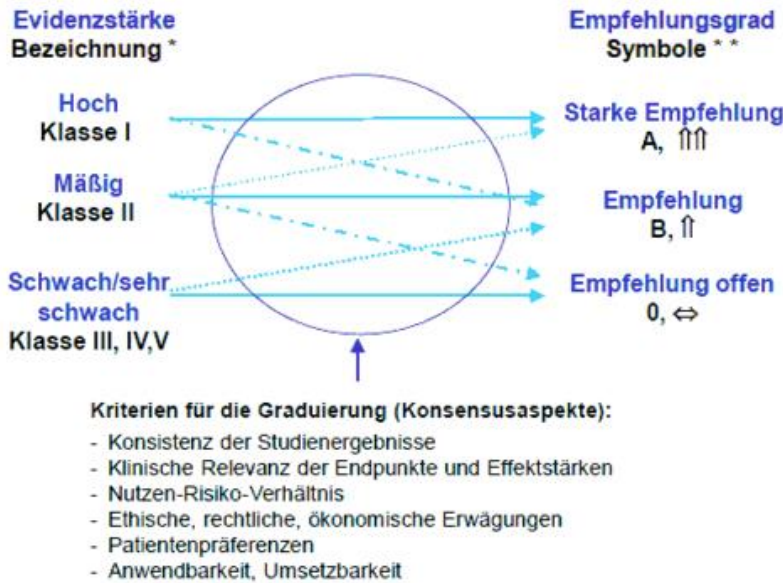 Evidenzstärke
Bezeichnung *
Hoch
Klasse I
Mäßig
Klasse II
Schwach/sehr
schwach
Klasse III, IV,V
Empfehlungsgrad
Symbole * *
Starke Empfehlung
A, ⇑⇑
Empfehlung
B, ⇑
Empfehlung offen
0, ⇔
Kriterien für die Graduierung (Konsensusaspekte):
- Konsistenz der Studienergebnisse
- Klinische Relevanz der Endpunkte und Effektstärken
- Nutzen-Risiko-Verhältnis
- Ethische, rechtliche, ökonomische Erwägungen
- Patientenpräferenzen
- Anwendbarkeit, Umsetzbarkeit